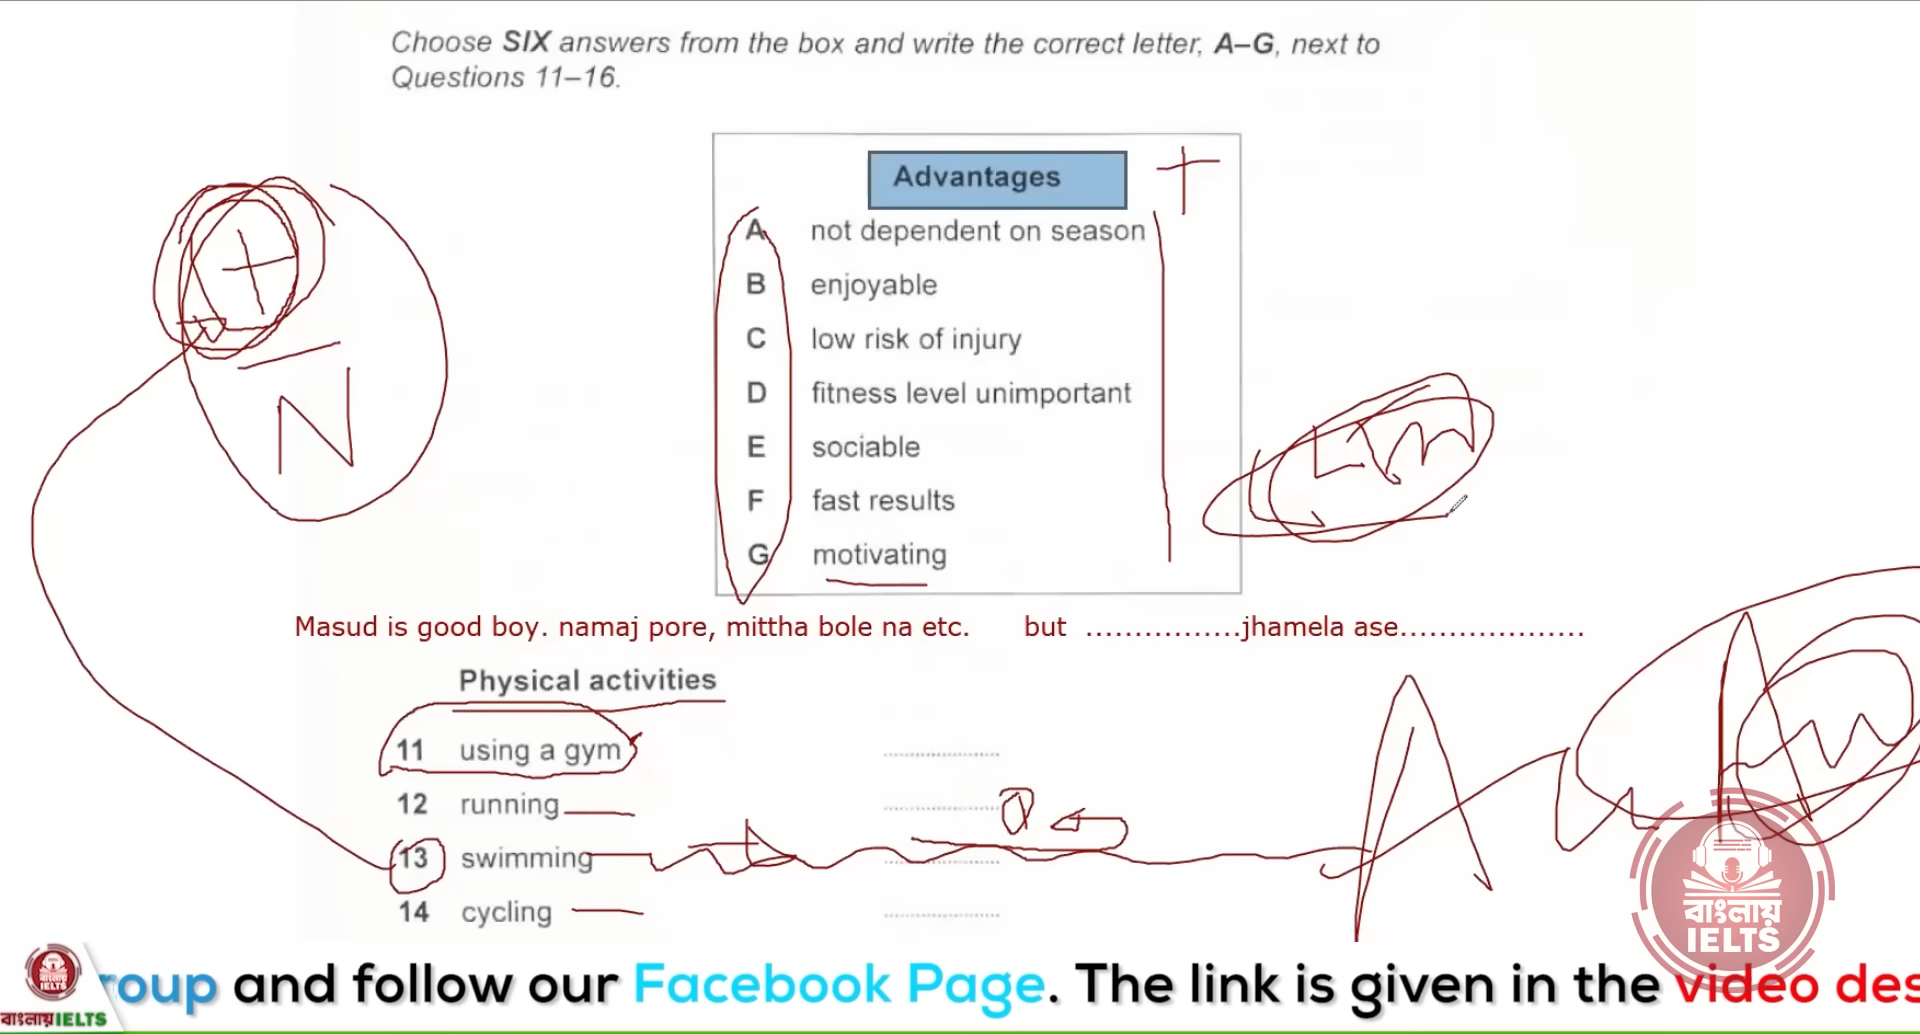 Choose SIX answers from the box and write the correct letter, A–G, next to
Questions 11–16.
Advantages
A not dependent on season
B enjoyable
C low risk of injury
D fitness level unimportant
E sociable
F fast results
G motivating
N
Masud is good boy. namaj pore, mittha bole na etc. but ................jhamela ase...................
Physical activities
11 using a gym ....................
12 running ....................
13 swimming ....................
14 cycling ....................
A
বাংলায়
IELTS
roup and follow our Facebook Page. The link is given in the video des
বাংলায় IELTS
বাংলায়IELTS